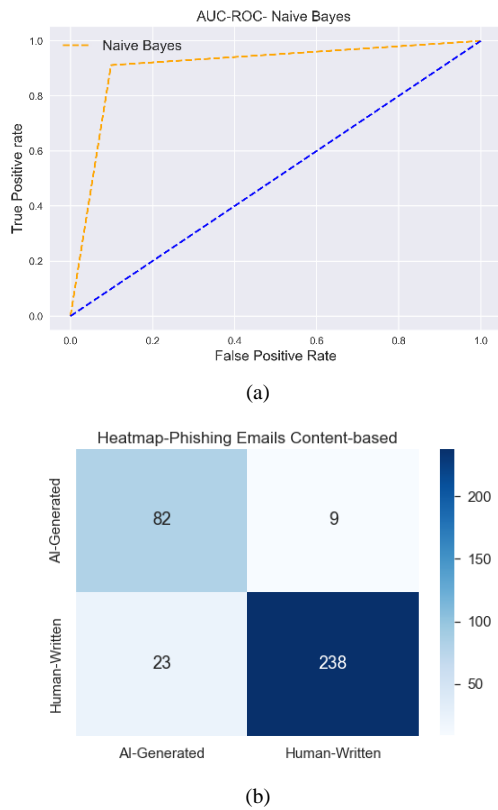 AUC-ROC- Naive Bayes
1.0
Naive Bayes
0.8
0.6
0.4
0.2
0.0
True Positive rate
0.0 0.2 0.4 0.6 0.8 1.0
False Positive Rate
(a)
Heatmap-Phishing Emails Content-based
AI-Generated
82 9
Human-Written
23 238
AI-Generated Human-Written
200
150
100
50
(b)